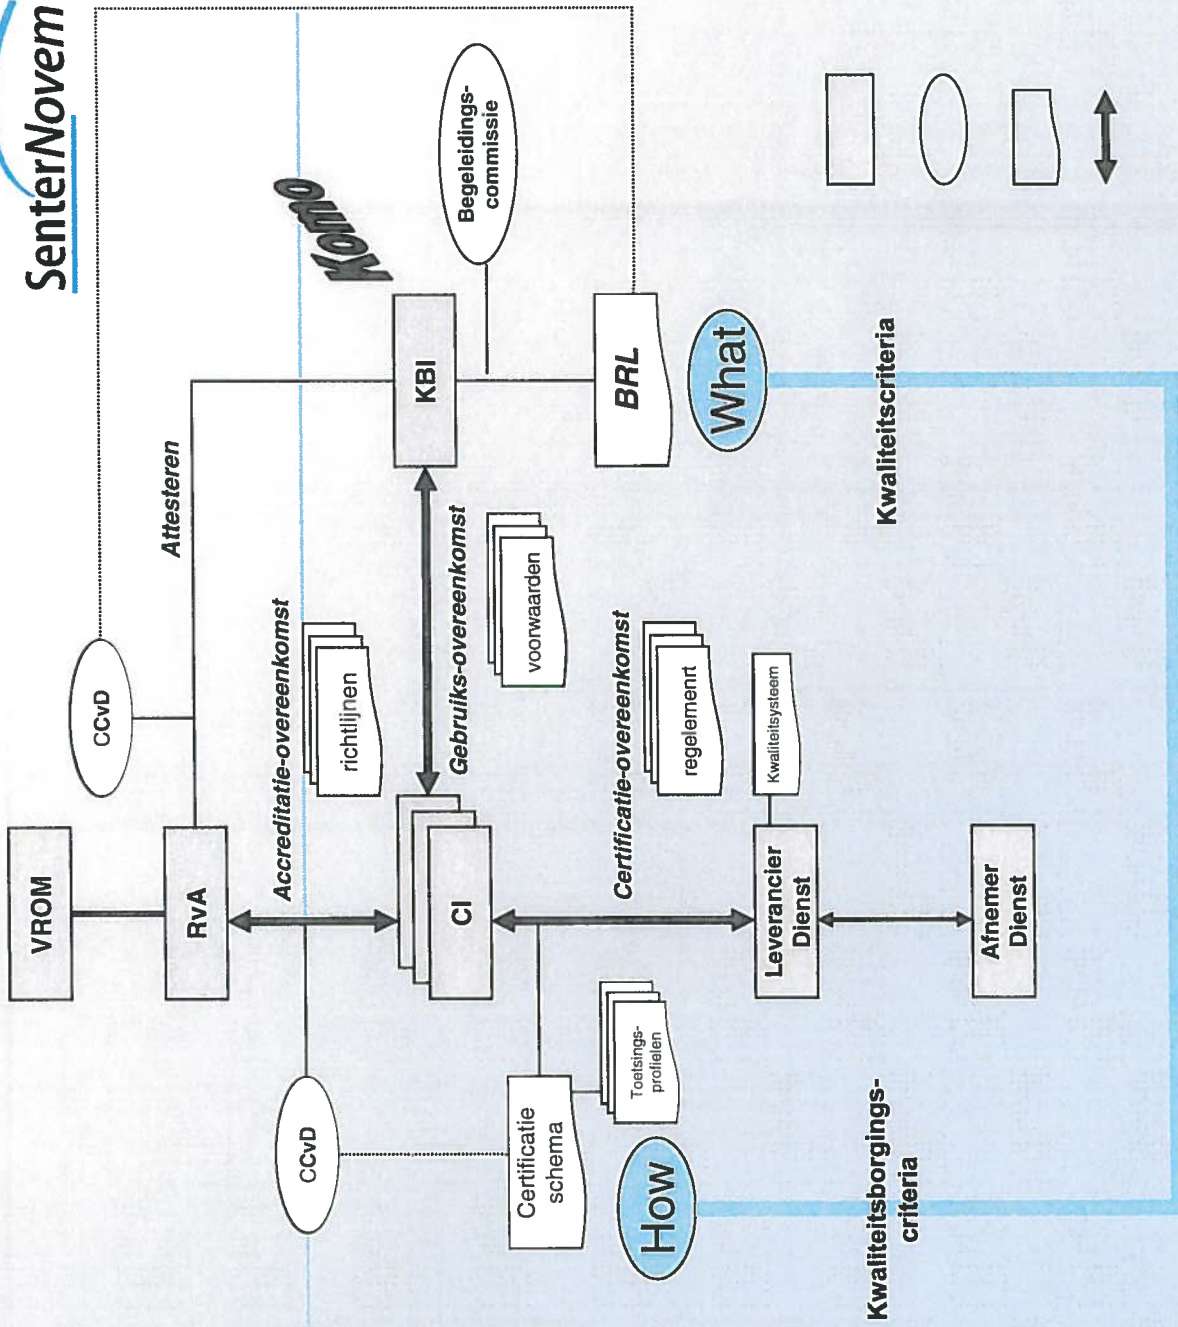 SenterNovem
VROM
CCvD
RvA
Attesteren
Accreditatie-overeenkomst
Komo
CCvD
richtlijnen
CI
Gebruiks-overeenkomst
KBI
Begeleidings-
commissie
voorwaarden
Certificatie
schema
Toetsings-
profielen
Certificatie-overeenkomst
regelemenrt
BRL
How
What
Leverancier
Dienst
Kwaliteitsysteem
Afnemer
Dienst
Kwaliteitsborgings-
criteria
Kwaliteitscriteria